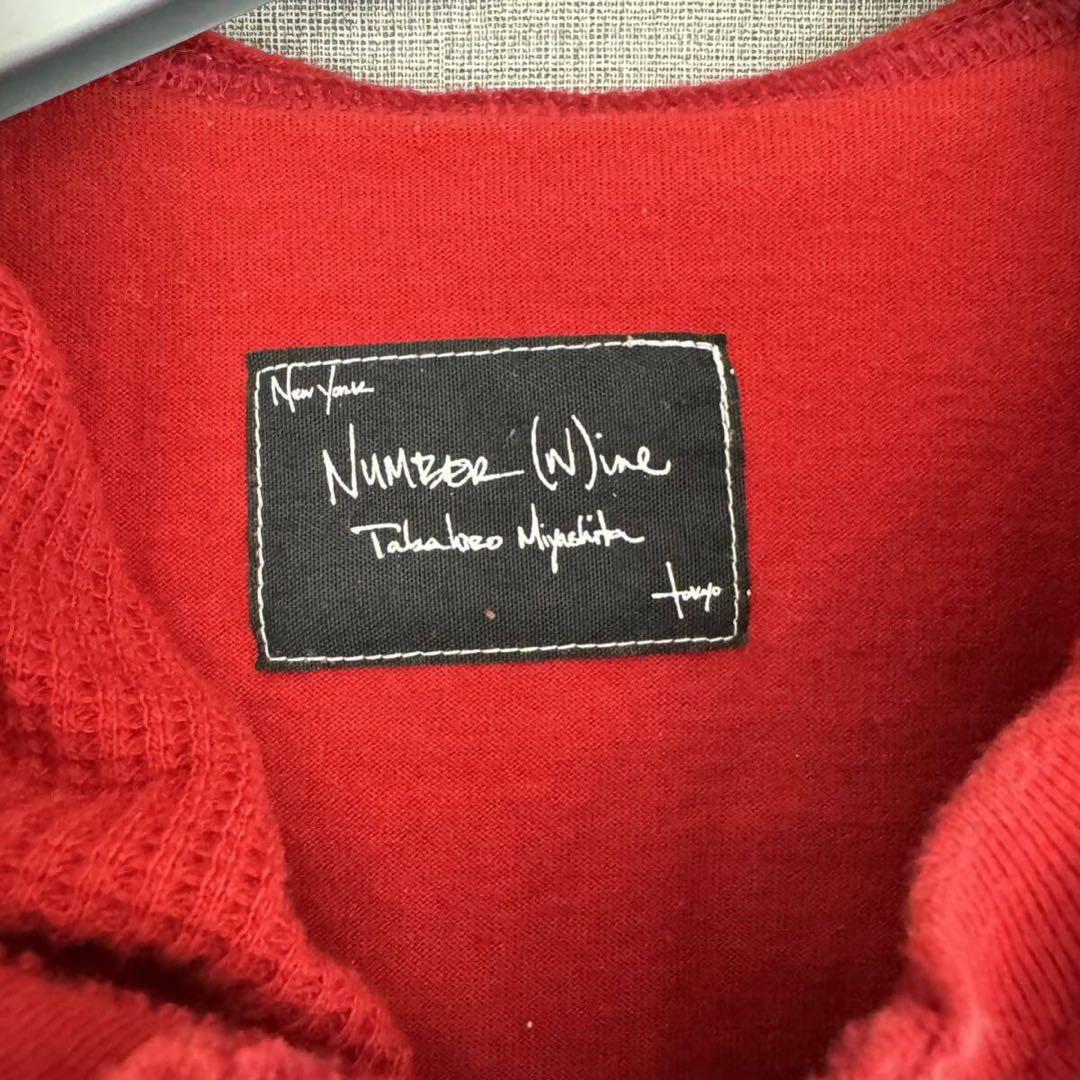 New York
NUMBER (N)ine
Takahiro Miyashita
tokyo